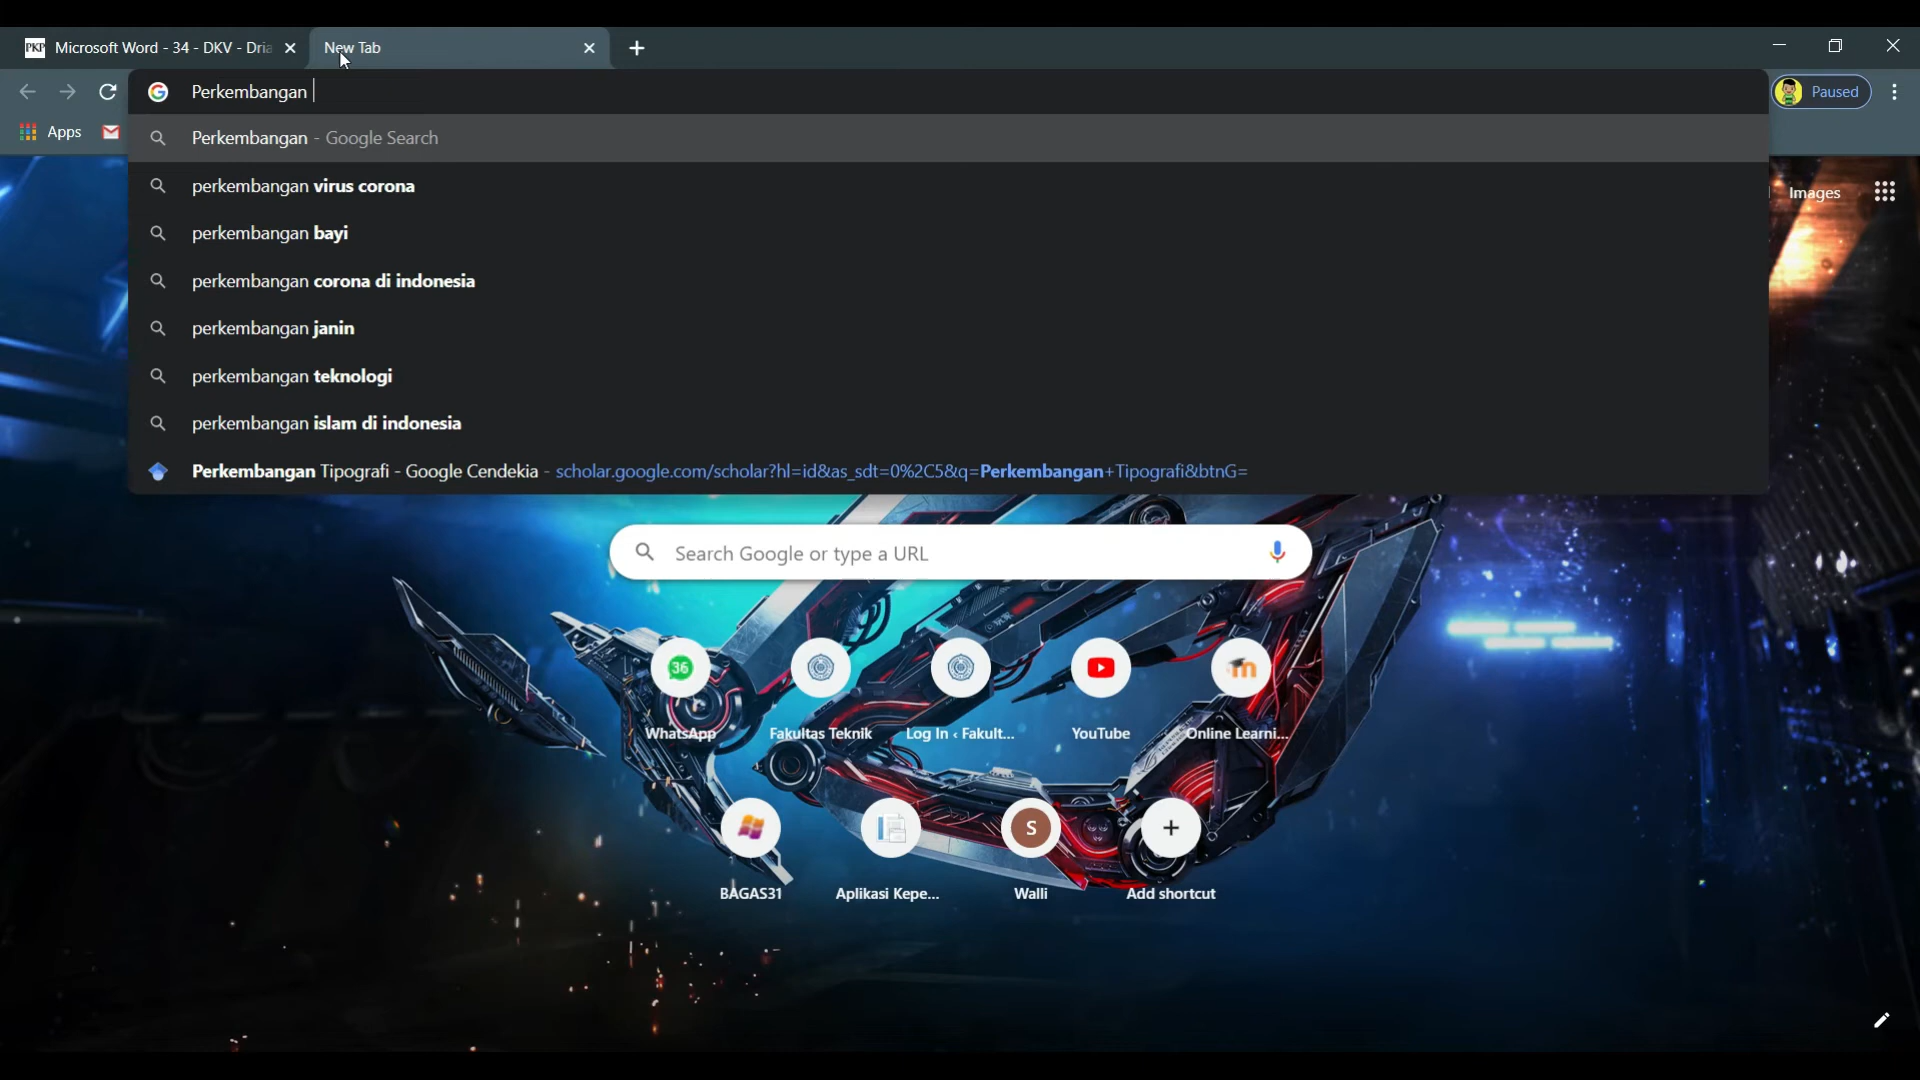 PKP Microsoft Word - 34 - DKV - Dria
New Tab
Perkembangan
Paused
Apps
Perkembangan - Google Search
perkembangan virus corona
Images
perkembangan bayi
perkembangan corona di indonesia
perkembangan janin
perkembangan teknologi
perkembangan islam di indonesia
Perkembangan Tipografi - Google Cendekia - scholar.google.com/scholar?hl=id&as_sdt=0%2C5&q=Perkembangan+Tipografi&btnG=
Search Google or type a URL
36
WhatsApp
Fakultas Teknik
Log In ‹ Fakult...
YouTube
Online Learni...
S
BAGAS31
Aplikasi Kepe...
Walli
Add shortcut